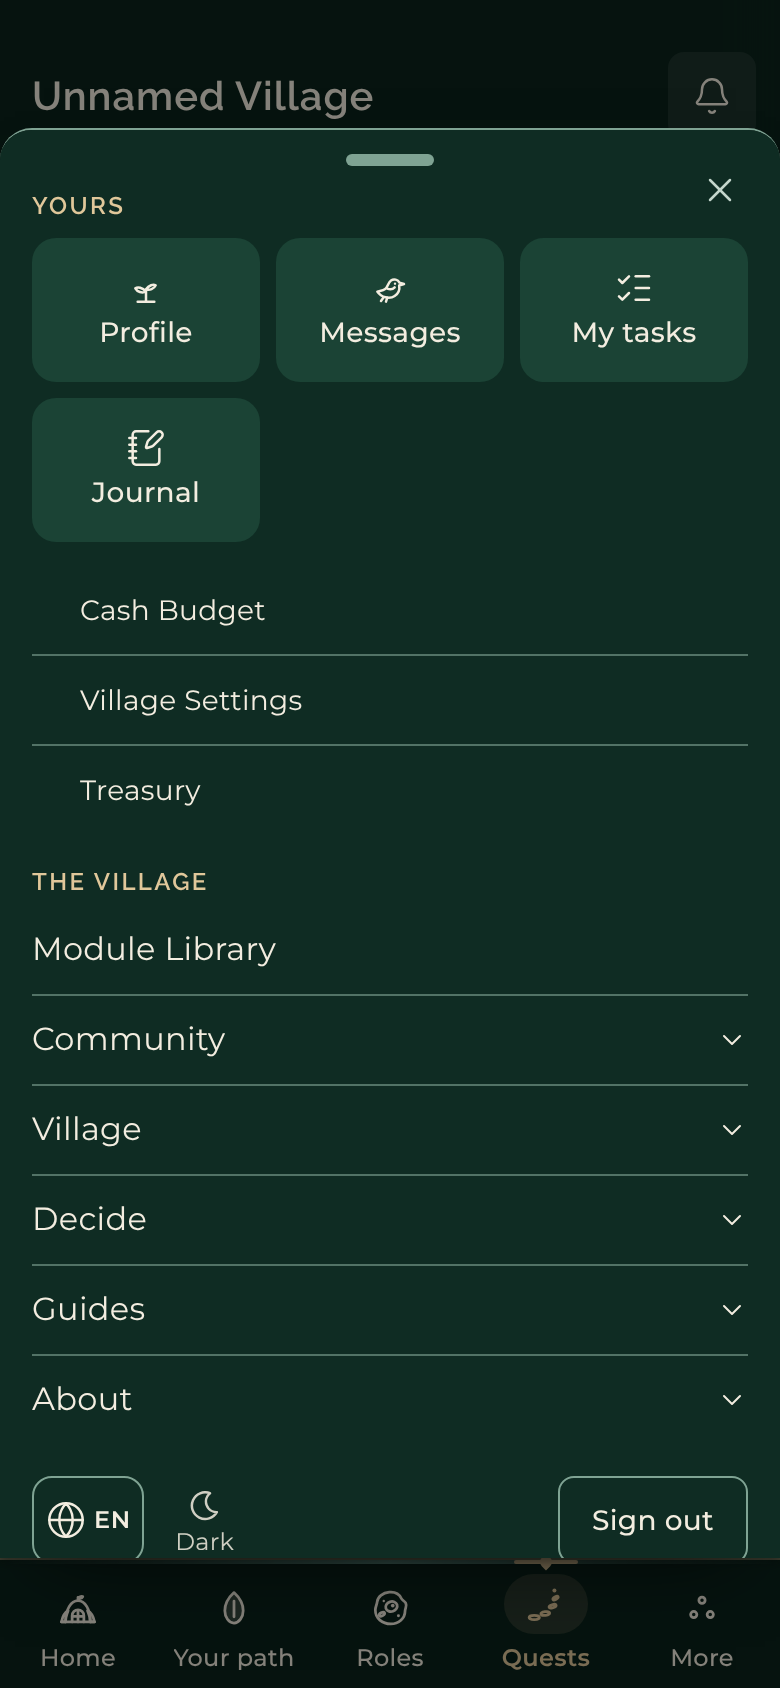 Unnamed Village
YOURS
Profile
Messages
My tasks
Journal
Cash Budget
Village Settings
Treasury
THE VILLAGE
Module Library
Community
Village
Decide
Guides
About
EN
Dark
Sign out
Home
Your path
Roles
Quests
More